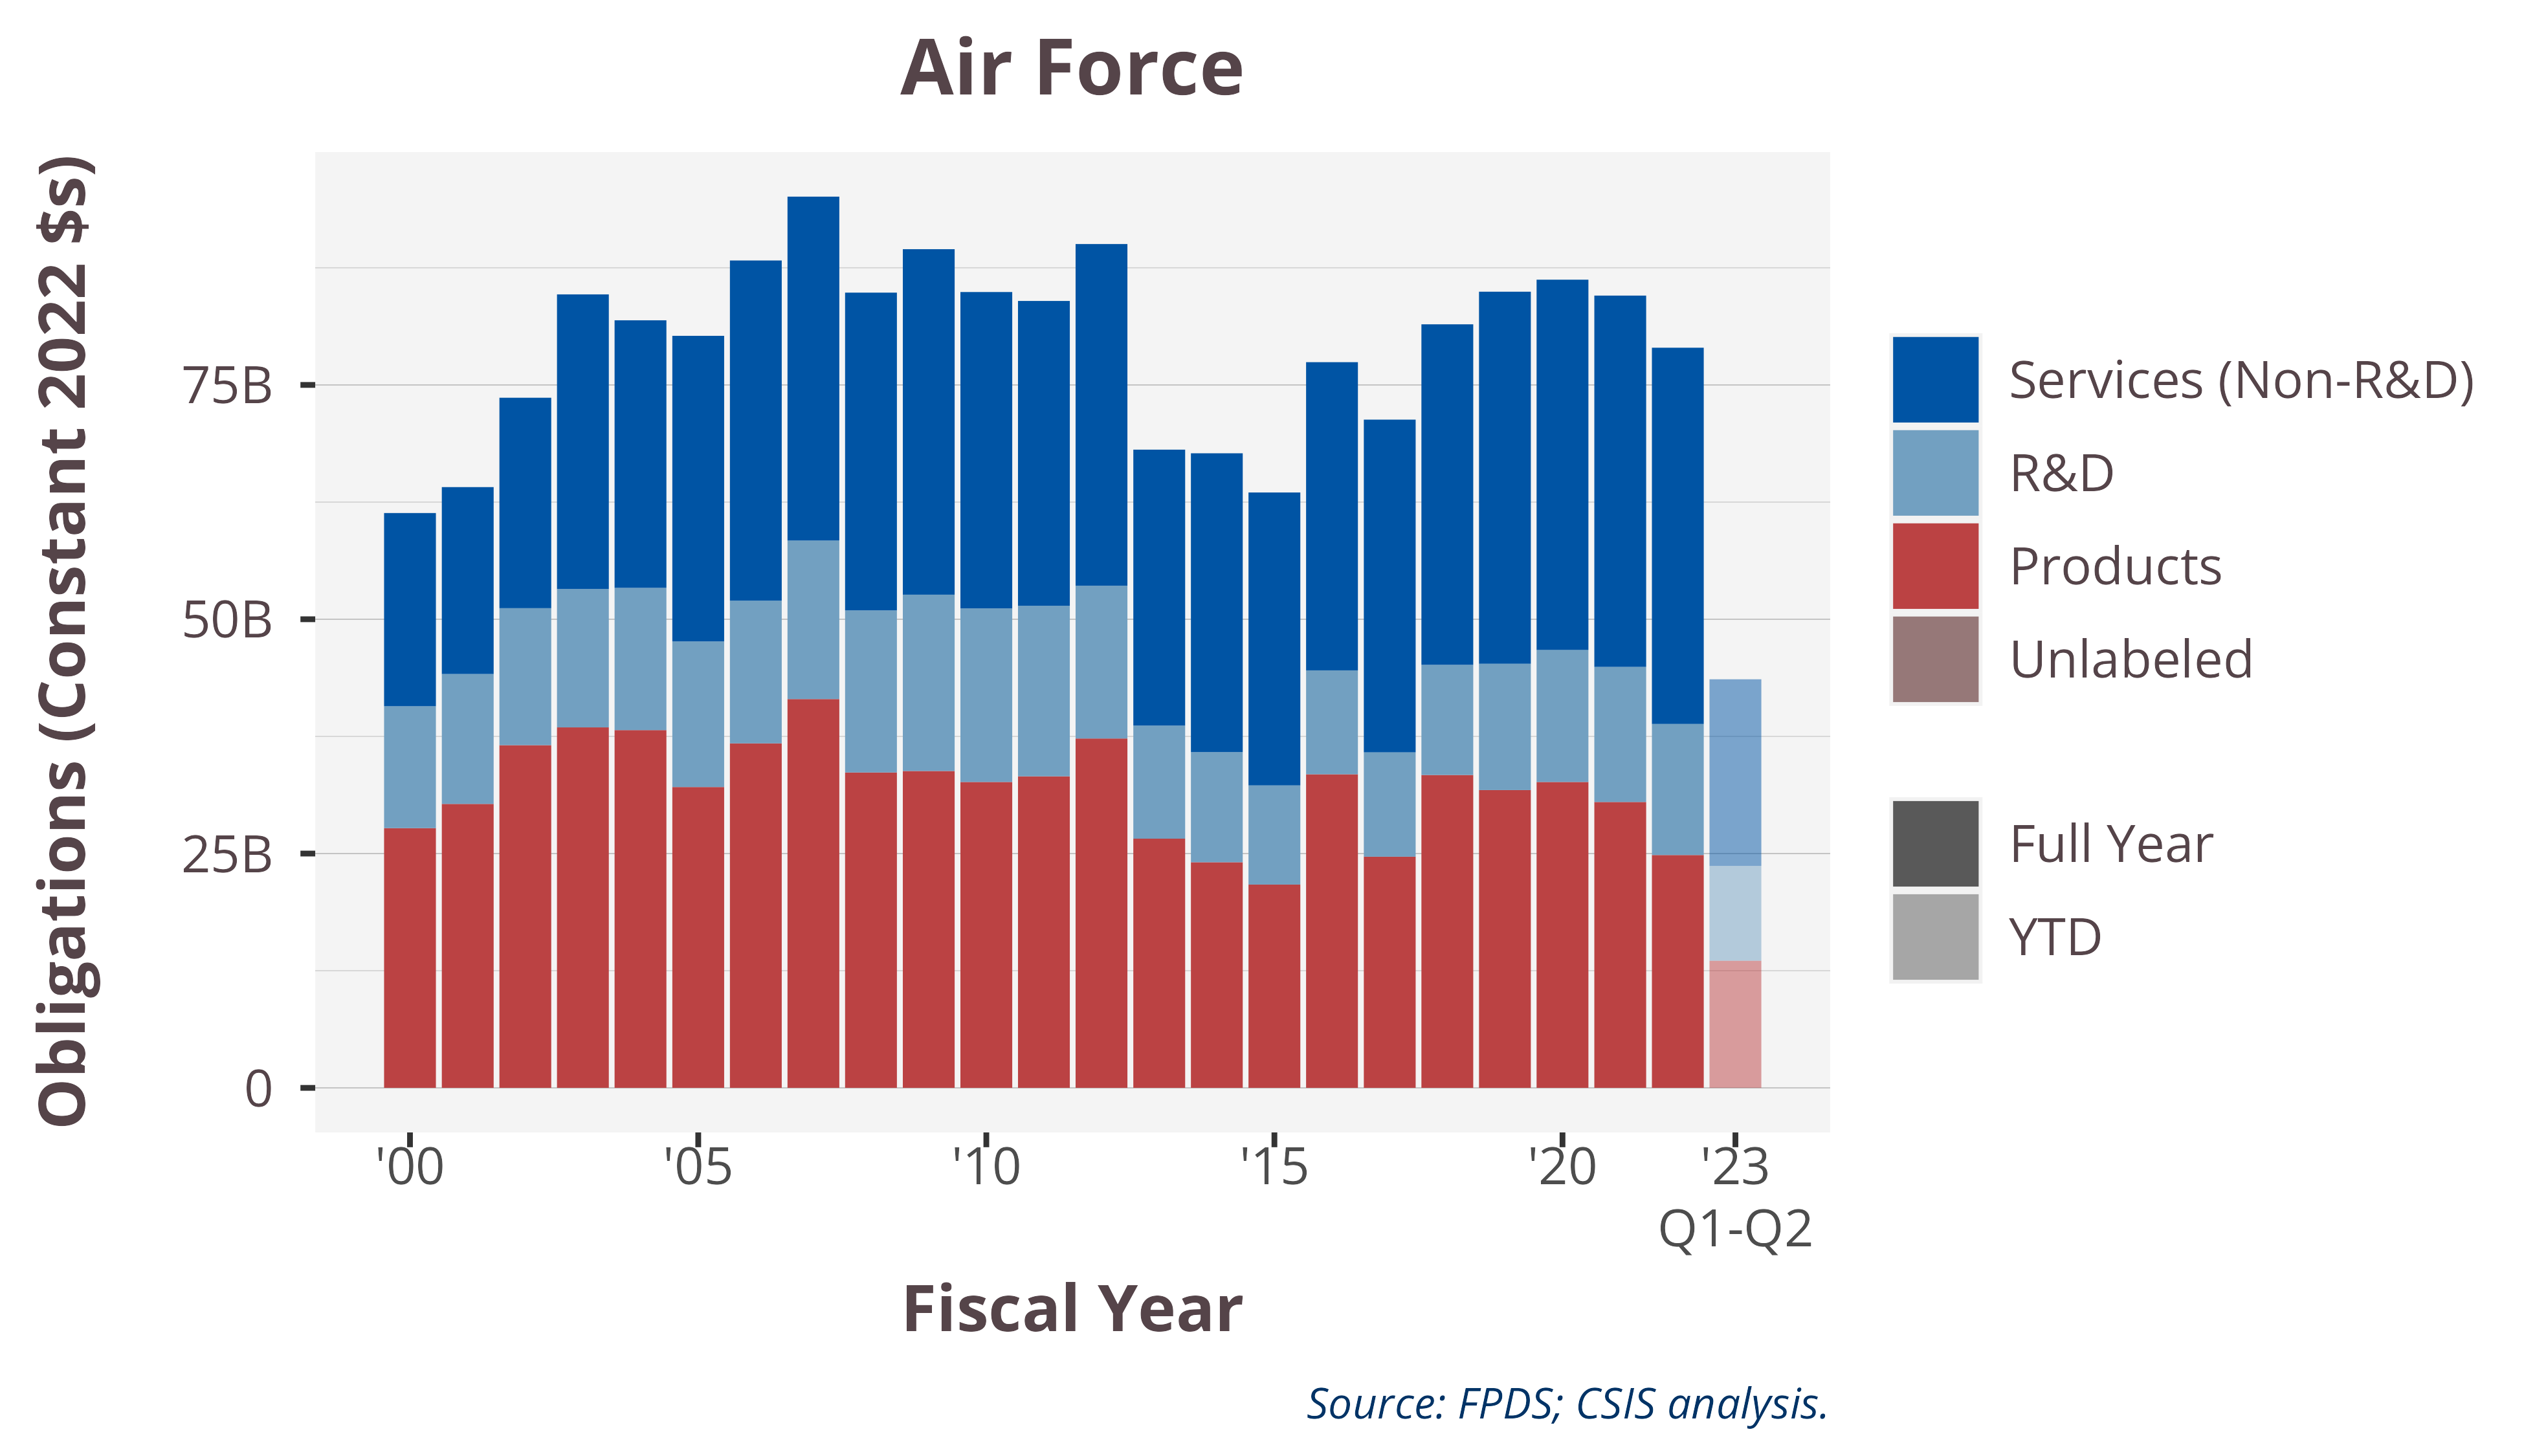 Air Force
Obligations (Constant 2022 $s)
75B
50B
25B
0
'00
'05
'10
'15
'20
'23
Q1-Q2
Fiscal Year
Services (Non-R&D)
R&D
Products
Unlabeled
Full Year
YTD
Source: FPDS; CSIS analysis.